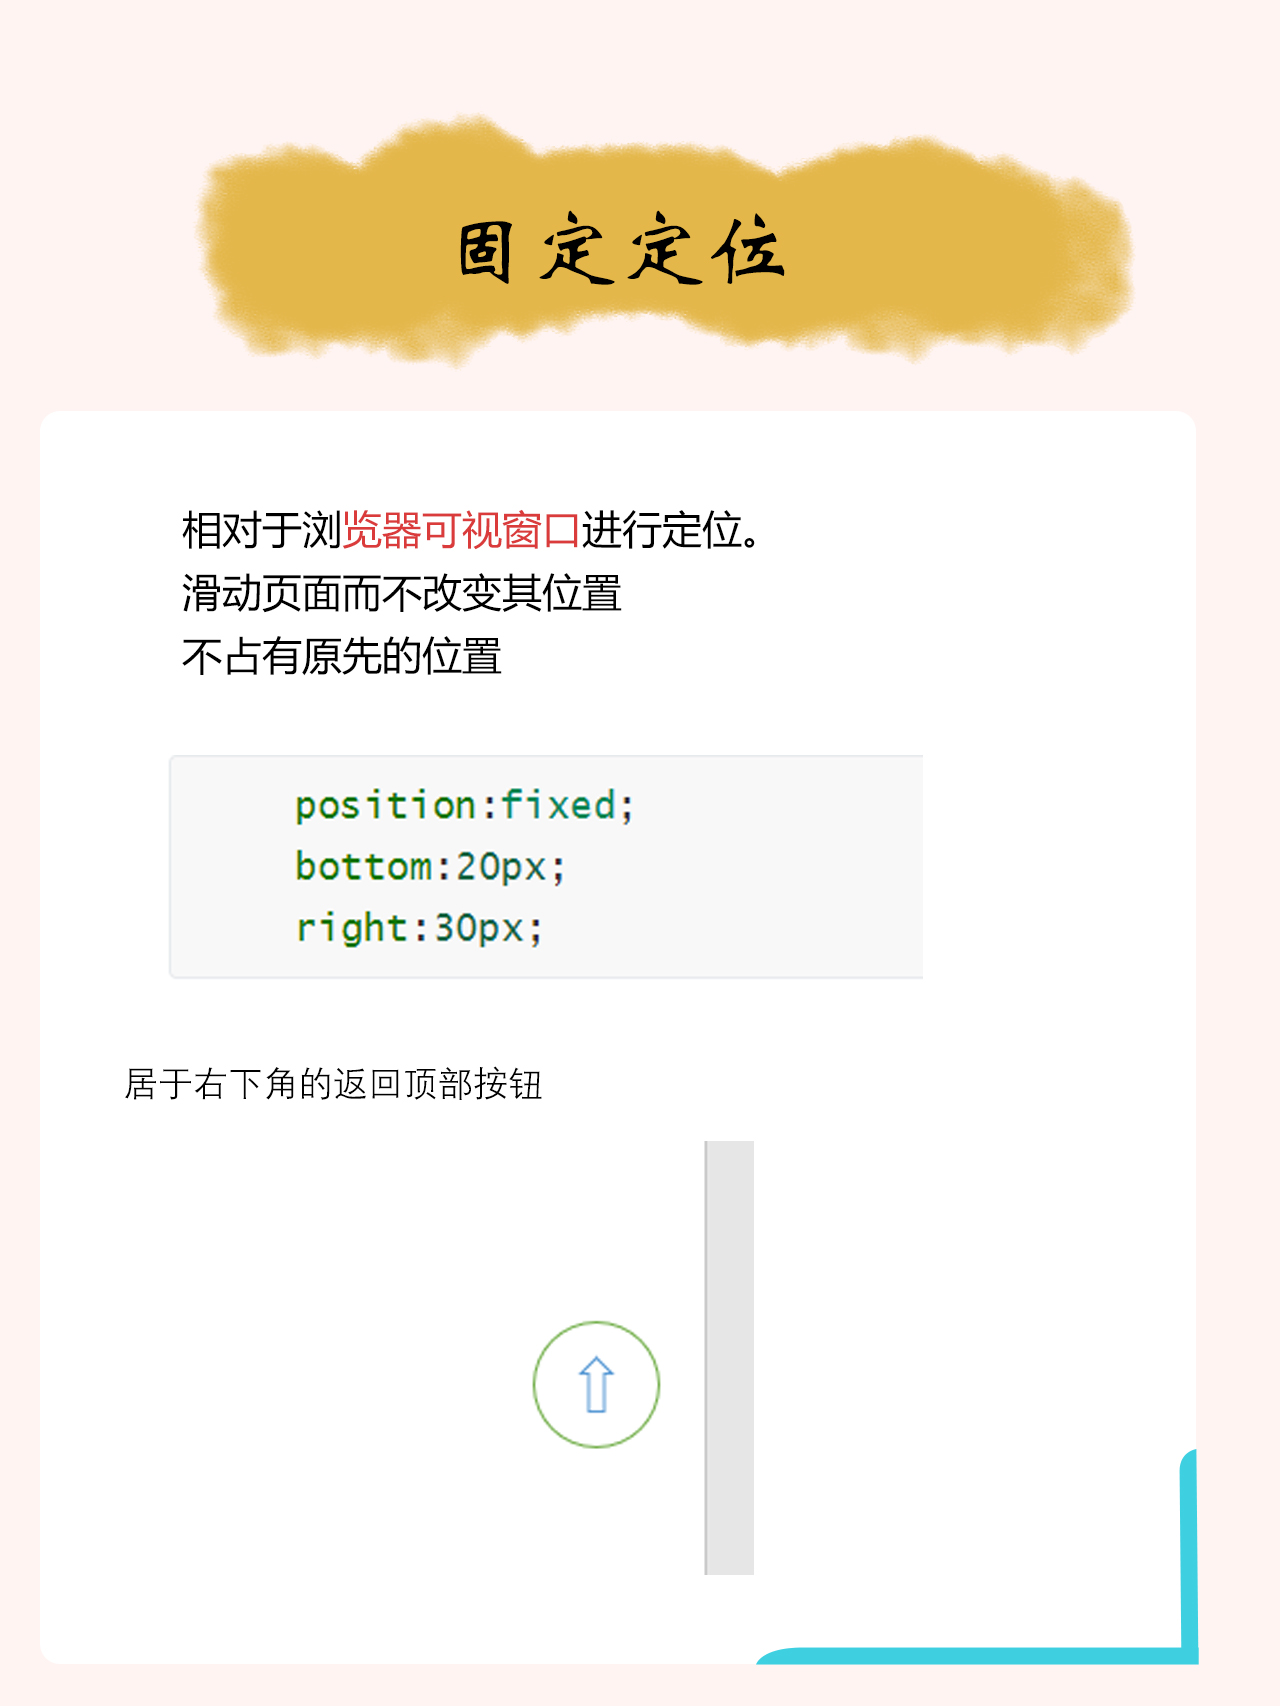 固定定位
相对于浏览器可视窗口进行定位。
滑动页面而不改变其位置
不占有原先的位置
position:fixed;
bottom:20px;
right:30px;
居于右下角的返回顶部按钮